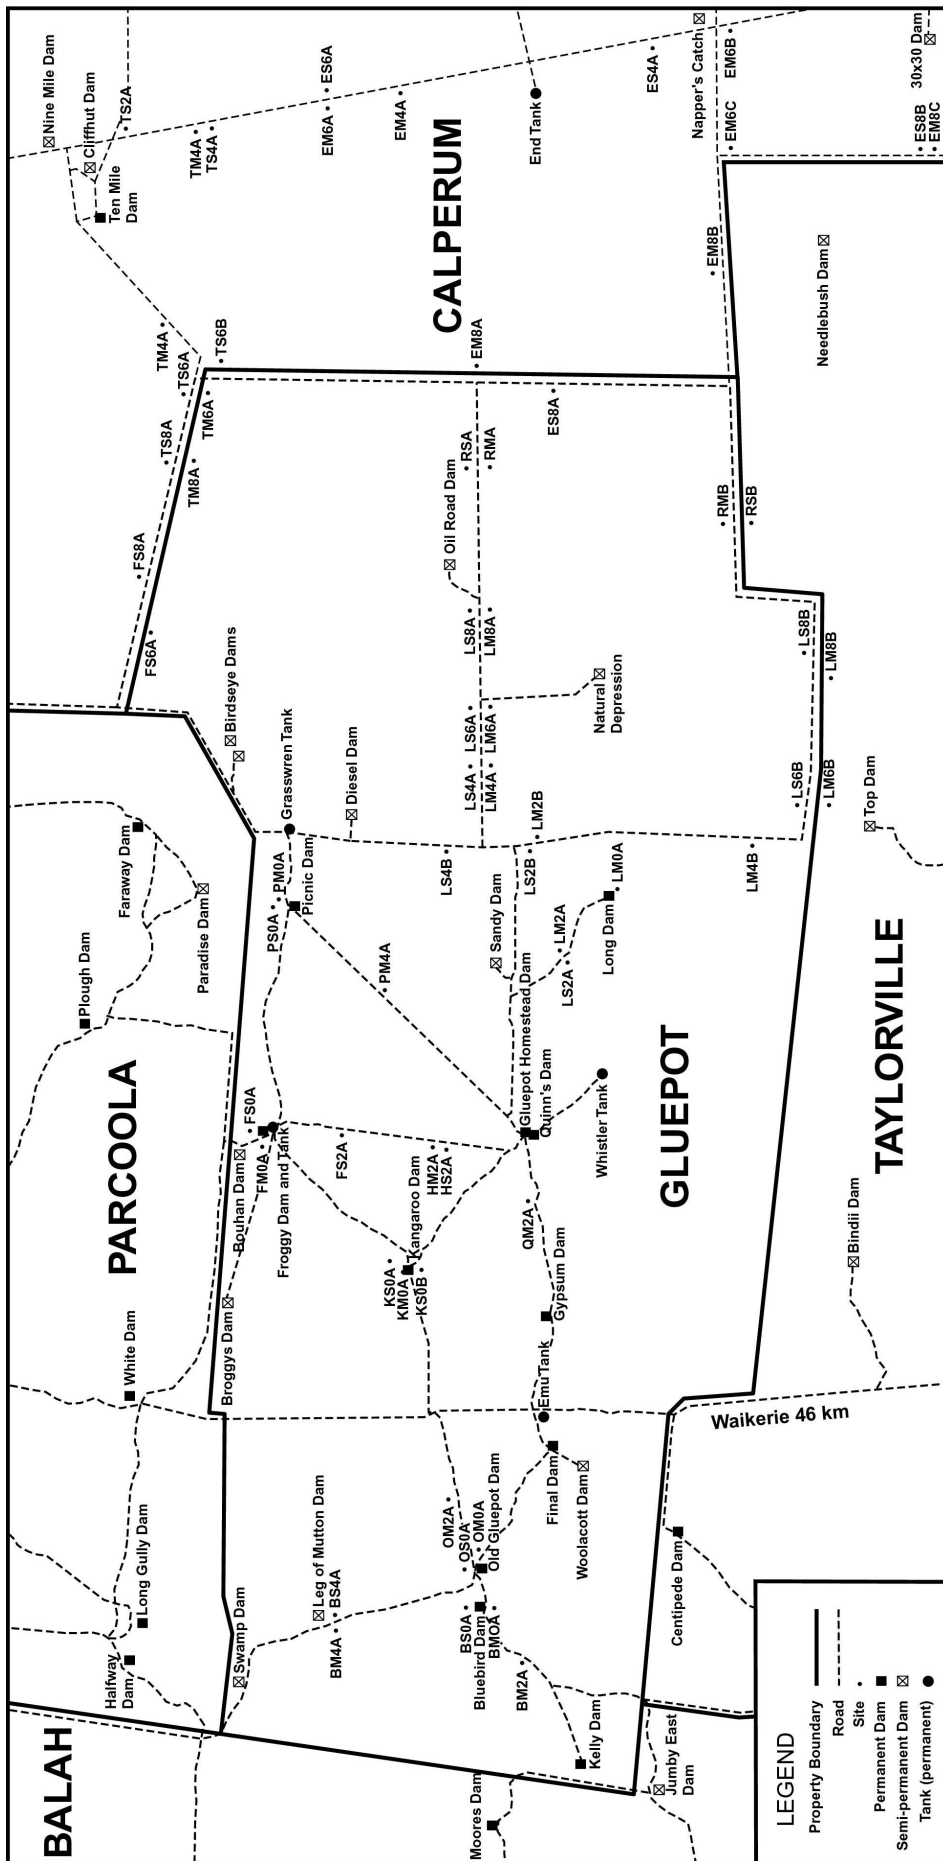 BALAH
PARCOOLA
CALPERUM
GLUEPOT
TAYLORVILLE
Halfway
Dam
Long Gully Dam
White Dam
Plough Dam
Faraway Dam
Paradise Dam
Birdseye Dams
FS6A
FS8A
TS8A
TM8A
TS6A
TM6A
TM4A
TS6B
Ten Mile
Dam
Cliffhut Dam
Nine Mile Dam
TS2A
TM4A
TS4A
EM6A
ES6A
EM4A
End Tank
ES4A
Napper's Catch
EM6B
EM6C
30x30 Dam
ES8B
EM8C
EM8B
Needlebush Dam
EM8A
ES8A
RSA
RMA
RMB
RSB
Oil Road Dam
LS8A
LM8A
LS6A
LM6A
LS4A
LM4A
Natural
Depression
LS8B
LM8B
LS6B
LM6B
Top Dam
Grasswren Tank
Diesel Dam
PM0A
PS0A
Picnic Dam
PM4A
LS4B
LM2B
LS2B
LM4B
LM0A
Long Dam
LM2A
LS2A
Sandy Dam
Gluepot Homestead Dam
Quinn's Dam
Whistler Tank
FS0A
FM0A
Bouhan Dam
Froggy Dam and Tank
FS2A
HM2A
HS2A
Broggys Dam
Kangaroo Dam
KS0A
KM0A
KS0B
QM2A
Gypsum Dam
Emu Tank
Final Dam
Woolacott Dam
Swamp Dam
Leg of Mutton Dam
BS4A
BM4A
OM2A
OS0A
OM0A
Old Gluepot Dam
BS0A
Bluebird Dam
BMOA
BM2A
Kelly Dam
Moores Dam
Jumby East
Dam
Centipede Dam
Waikerie 46 km
Bindii Dam
LEGEND
Property Boundary
Road
Site
Permanent Dam
Semi-permanent Dam
Tank (permanent)